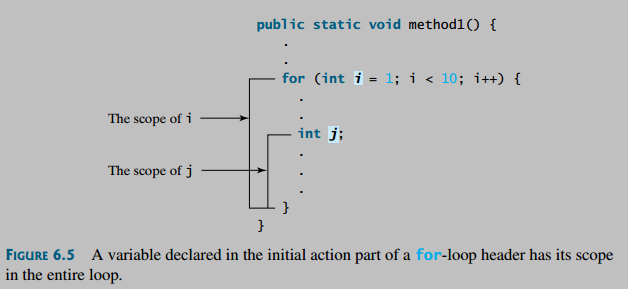 public static void method1() {
.
.
for (int i = 1; i < 10; i++) {
.
The scope of i
.
int j;
.
The scope of j
.
.
}
}
FIGURE 6.5 A variable declared in the initial action part of a for-loop header has its scope
in the entire loop.